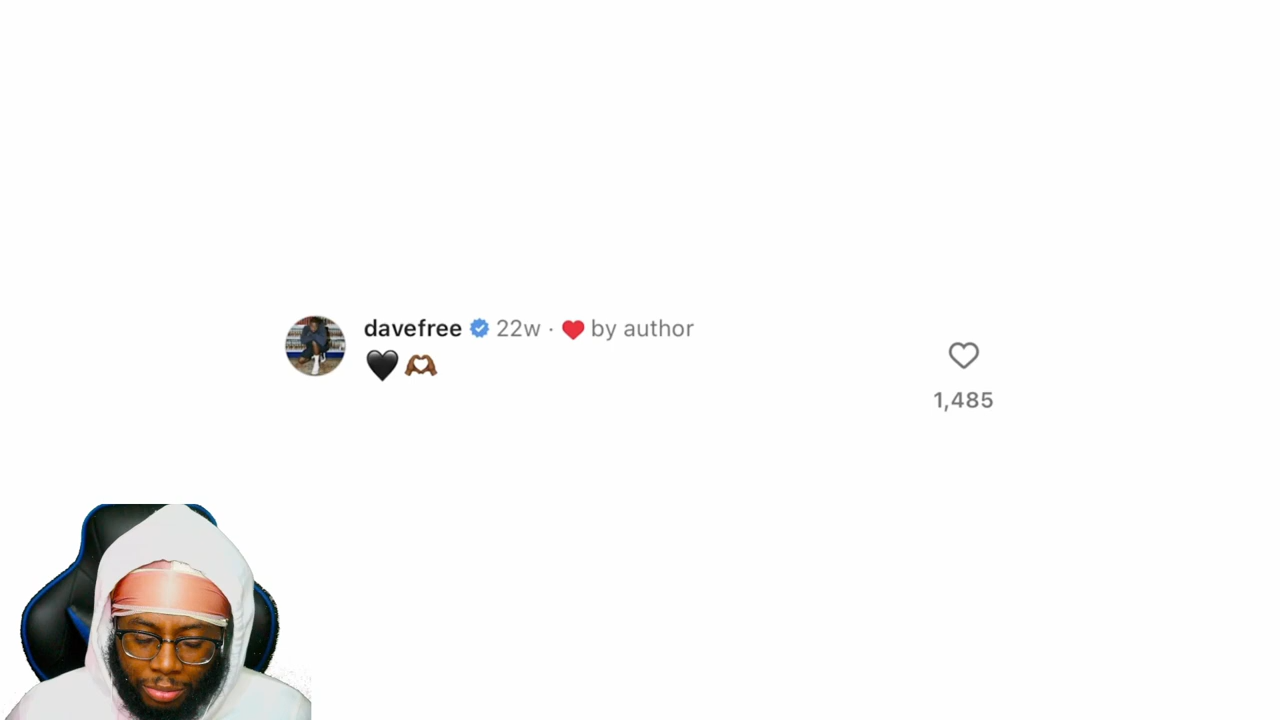 davefree 22w · ❤️ by author
🖤🫶🏾
1,485